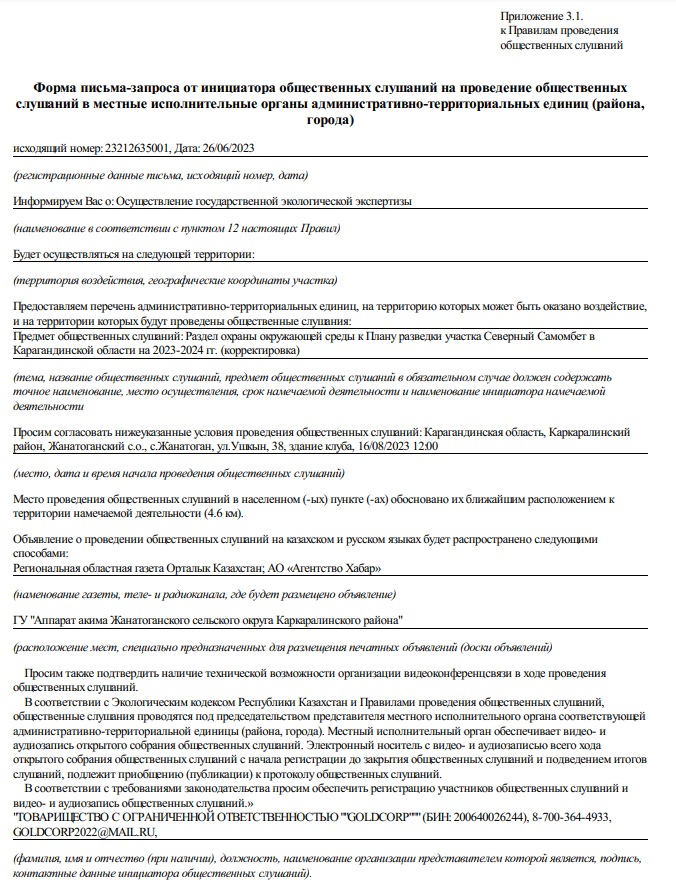 Приложение 3.1.
к Правилам проведения
общественных слушаний
Форма письма-запроса от инициатора общественных слушаний на проведение общественных
слушаний в местные исполнительные органы административно-территориальных единиц (района,
города)
исходящий номер: 23212635001, Дата: 26/06/2023
(регистрационные данные письма, исходящий номер, дата)
Информируем Вас о: Осуществление государственной экологической экспертизы
(наименование в соответствии с пунктом 12 настоящих Правил)
Будет осуществляться на следующей территории:
(территория воздействия, географические координаты участка)
Предоставляем перечень административно-территориальных единиц, на территорию которых может быть оказано воздействие,
и на территории которых будут проведены общественные слушания:
Предмет общественных слушаний: Раздел охраны окружающей среды к Плану разведки участка Северный Самомбет в
Карагандинской области на 2023-2024 гг. (корректировка)
(тема, название общественных слушаний, предмет общественных слушаний в обязательном случае должен содержать
точное наименование, место осуществления, срок намечаемой деятельности и наименование инициатора намечаемой
деятельности
Просим согласовать нижеуказанные условия проведения общественных слушаний: Карагандинская область, Каркаралинский
район, Жанатоганский с.о., с.Жанатоган, ул.Ушкын, 38, здание клуба, 16/08/2023 12:00
(место, дата и время начала проведения общественных слушаний)
Место проведения общественных слушаний в населенном (-ых) пункте (-ах) обосновано их ближайшим расположением к
территории намечаемой деятельности (4.6 км).
Объявление о проведении общественных слушаний на казахском и русском языках будет распространено следующими
способами:
Региональная областная газета Орталык Казахстан; АО «Агентство Хабар»
(наименование газеты, теле- и радиоканала, где будет размещено объявление)
ГУ "Аппарат акима Жанатоганского сельского округа Каркаралинского района"
(расположение мест, специально предназначенных для размещения печатных объявлений (доски объявлений)
Просим также подтвердить наличие технической возможности организации видеоконференцсвязи в ходе проведения
общественных слушаний.
В соответствии с Экологическим кодексом Республики Казахстан и Правилами проведения общественных слушаний,
общественные слушания проводятся под председательством представителя местного исполнительного органа соответствующей
административно-территориальной единицы (района, города). Местный исполнительный орган обеспечивает видео- и
аудиозапись открытого собрания общественных слушаний. Электронный носитель с видео- и аудиозаписью всего хода
открытого собрания общественных слушаний с начала регистрации до закрытия общественных слушаний и подведением итогов
слушаний, подлежит приобщению (публикации) к протоколу общественных слушаний.
В соответствии с требованиями законодательства просим обеспечить регистрацию участников общественных слушаний и
видео- и аудиозапись общественных слушаний.»
"ТОВАРИЩЕСТВО С ОГРАНИЧЕННОЙ ОТВЕТСТВЕННОСТЬЮ ""GOLDCORP""" (БИН: 200640026244), 8-700-364-4933,
GOLDCORP2022@MAIL.RU,
(фамилия, имя и отчество (при наличии), должность, наименование организации представителем которой является, подпись,
контактные данные инициатора общественных слушаний).